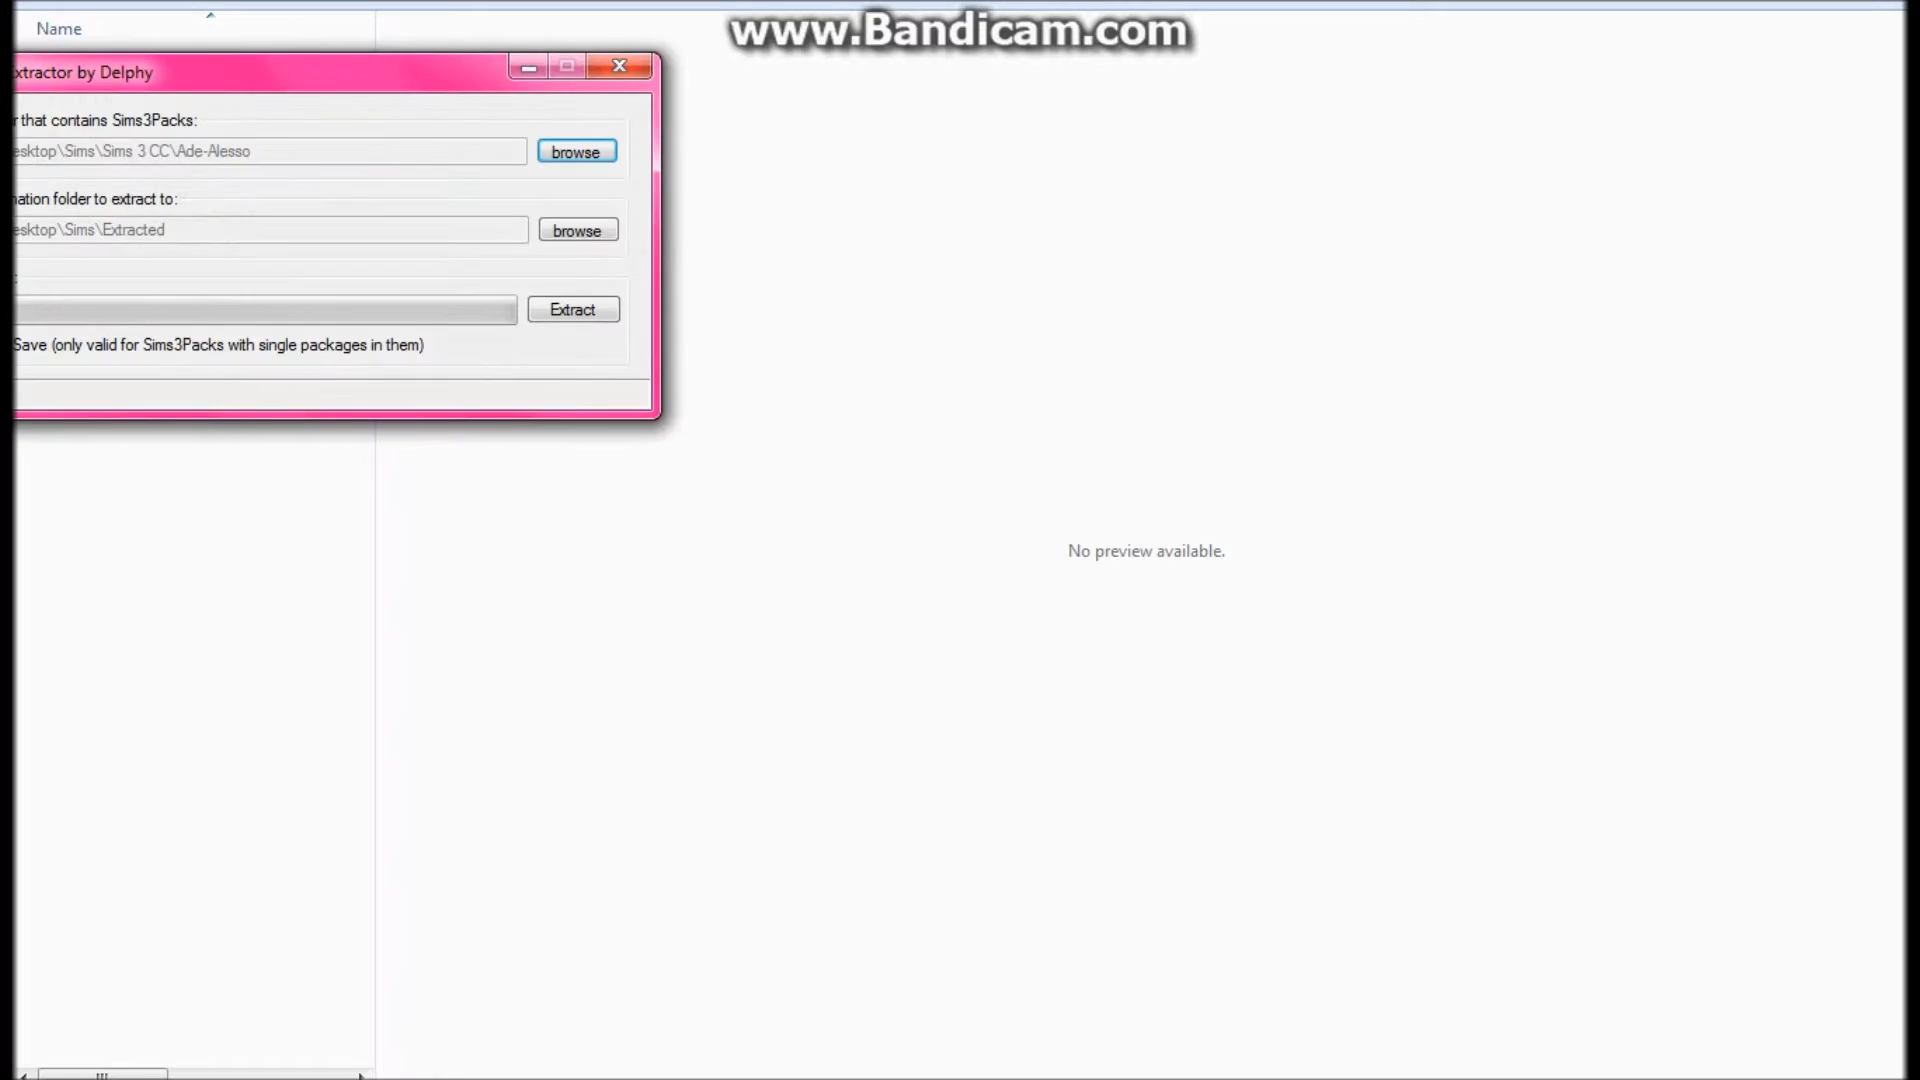 www.Bandicam.com
Name
xtractor by Delphy
r that contains Sims3Packs:
esktop\Sims\Sims 3 CC\Ade-Alesso
browse
nation folder to extract to:
esktop\Sims\Extracted
browse
:
Extract
Save (only valid for Sims3Packs with single packages in them)
No preview available.